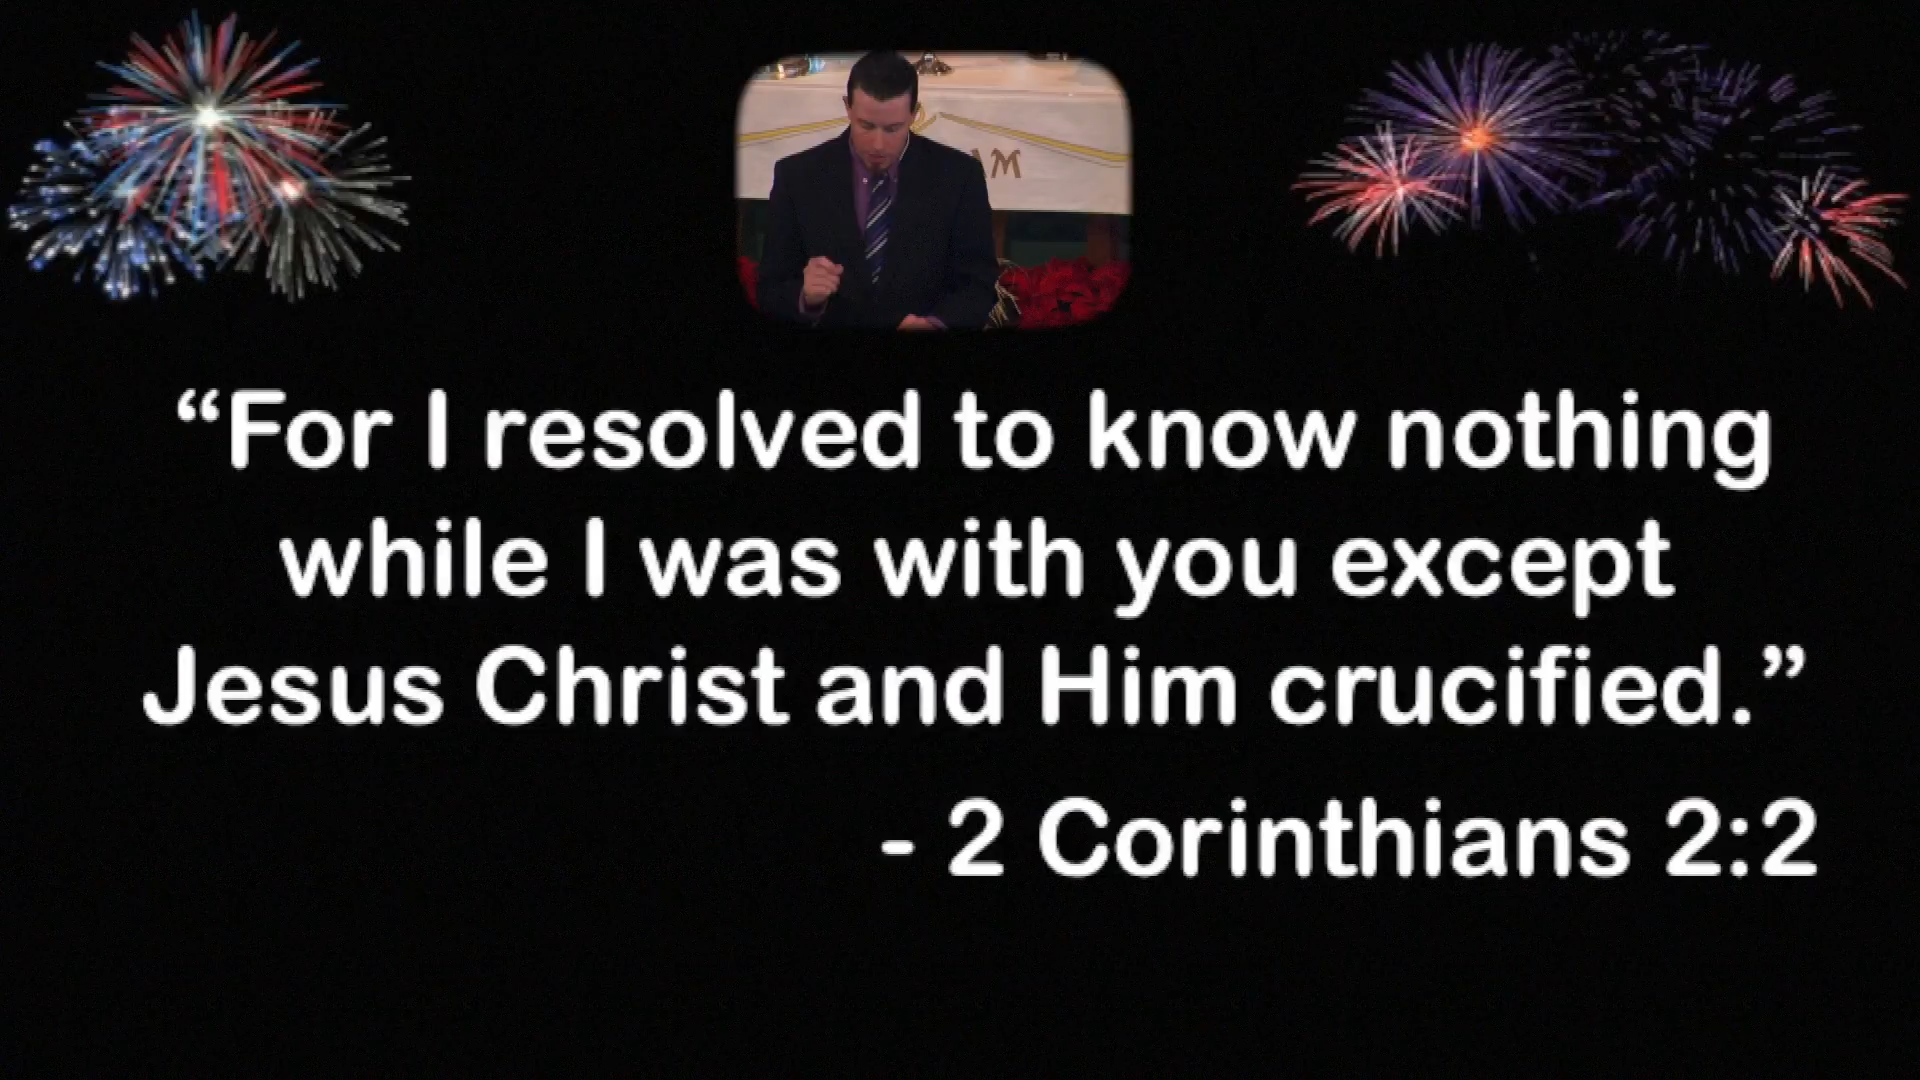 AM
“For I resolved to know nothing
while I was with you except
Jesus Christ and Him crucified.”
- 2 Corinthians 2:2